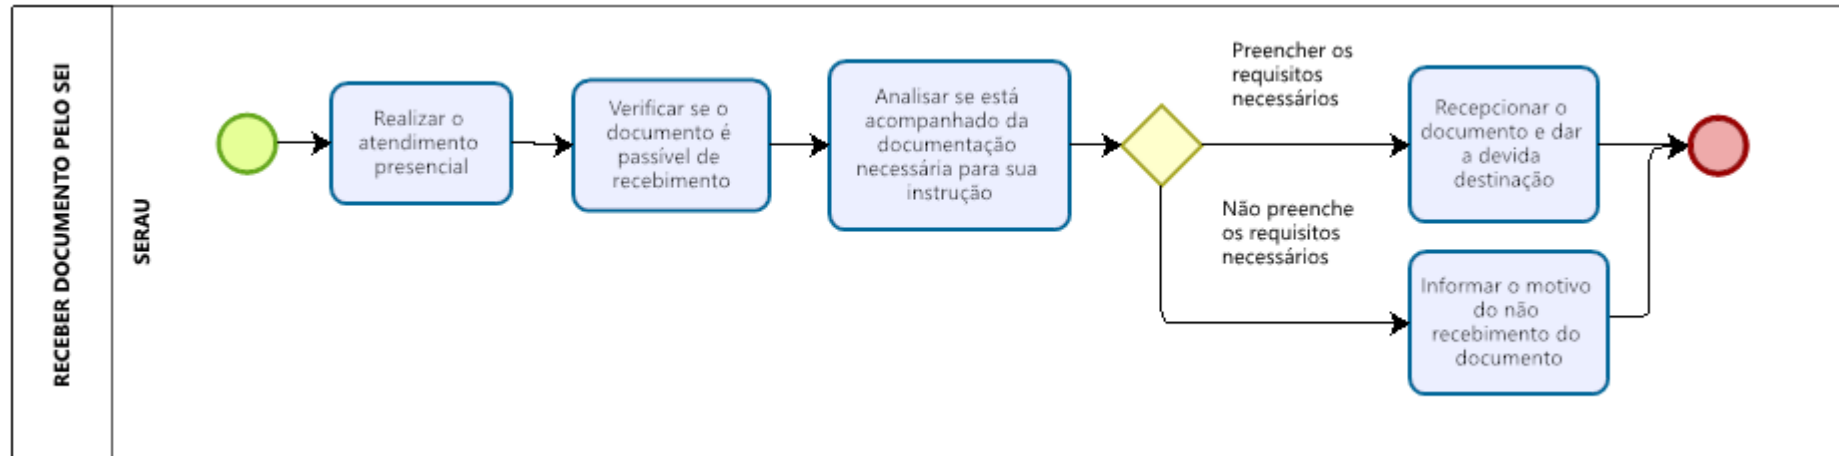 RECEBER DOCUMENTO PELO SEI
SERAU
Realizar o
atendimento
presencial
Verificar se o
documento é
passível de
recebimento
Analisar se está
acompanhado da
documentação
necessária para sua
instrução
Preencher os
requisitos
necessários
Recepcionar o
documento e dar
a devida
destinação
Não preenche
os requisitos
necessários
Informar o motivo
do não
recebimento do
documento